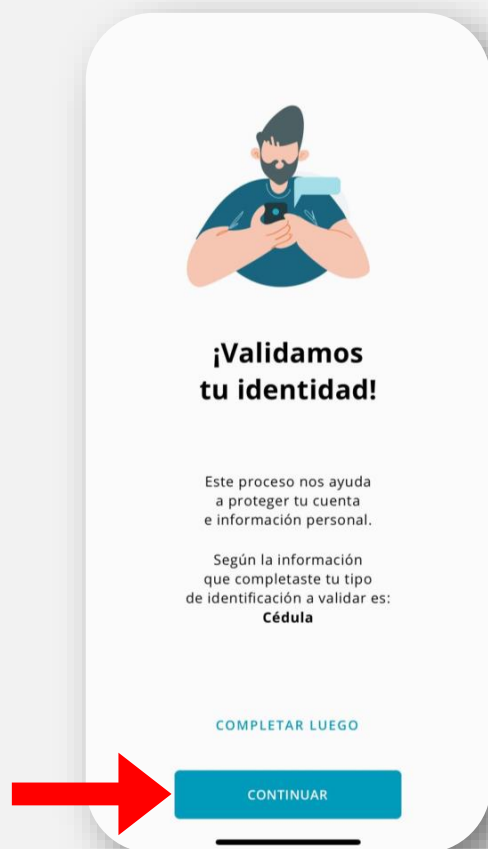 ¡Validamos
tu identidad!
Este proceso nos ayuda
a proteger tu cuenta
e información personal.
Según la información
que completaste tu tipo
de identificación a validar es:
Cédula
COMPLETAR LUEGO
CONTINUAR